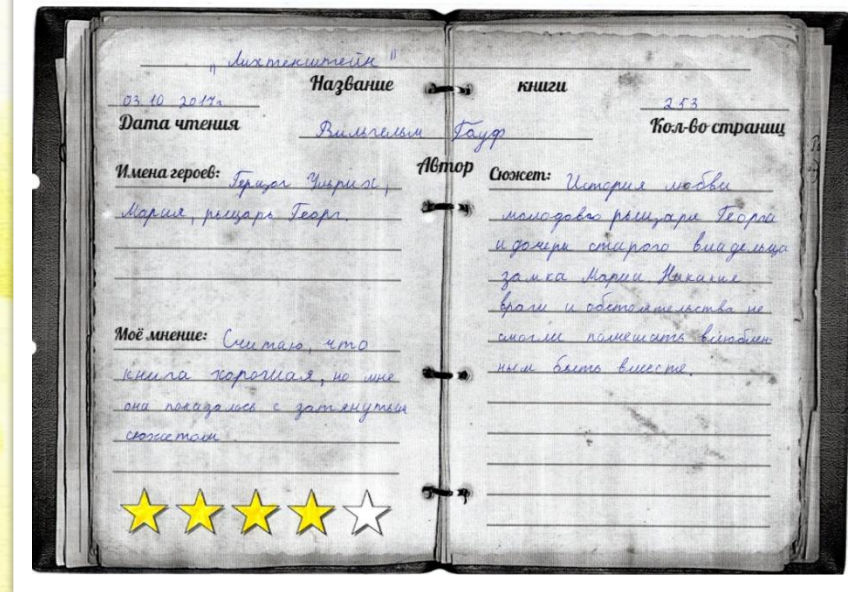 „Лихтенштейн"
Название книги
03.10 2017г 253
Дата чтения Вильгельм Гауф Кол-во страниц
Автор
Имена героев: Герцог Ульрих,
Мария, рыцарь Георг.
Моё мнение: Считаю, что
книга хорошая, но мне
она показалась с затянутым
сюжетом.
Сюжет: История любви
молодого рыцаря Георга
и дочери старого владельца
замка Марии. Никакие
враги и обстоятельства не
смогли помешать влюблен-
ным быть вместе.